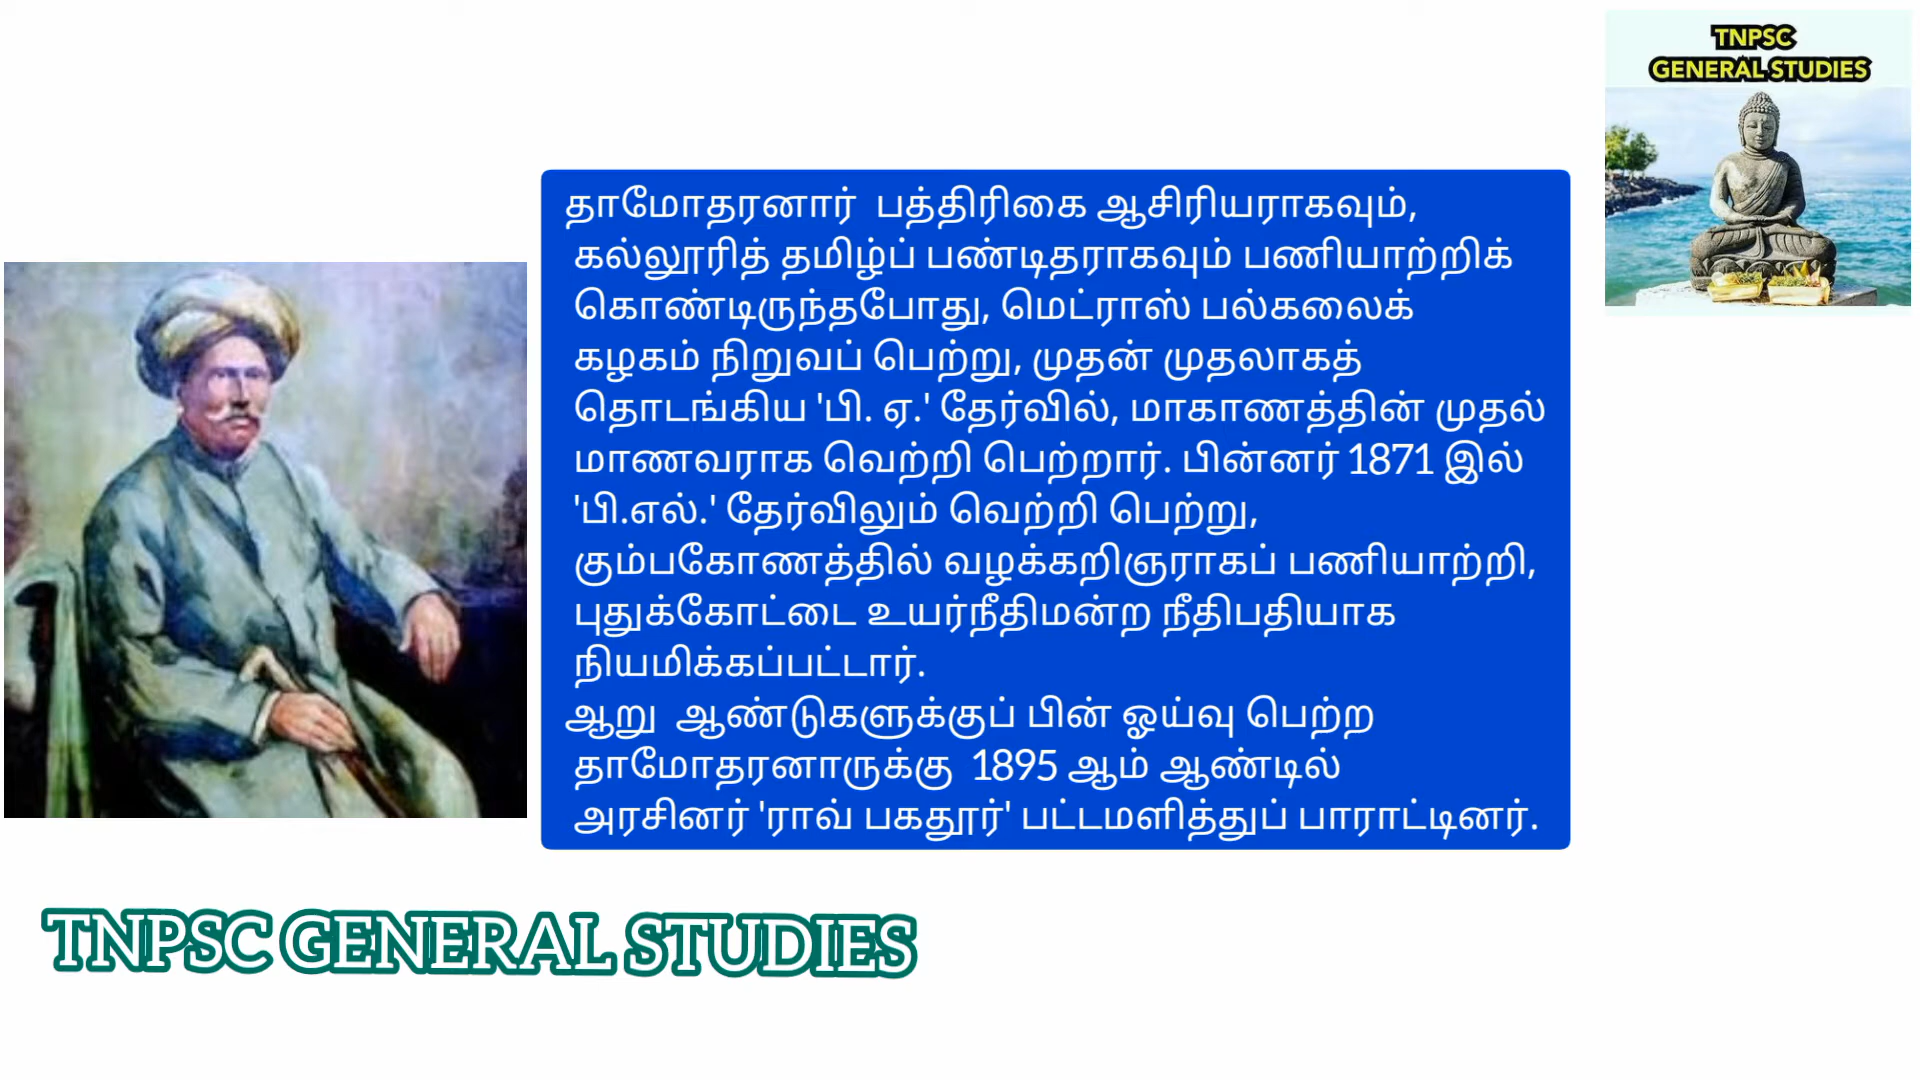 TNPSC
GENERAL STUDIES
தாமோதரனார் பத்திரிகை ஆசிரியராகவும்,
கல்லூரித் தமிழ்ப் பண்டிதராகவும் பணியாற்றிக்
கொண்டிருந்தபோது, மெட்ராஸ் பல்கலைக்
கழகம் நிறுவப் பெற்று, முதன் முதலாகத்
தொடங்கிய 'பி. ஏ.' தேர்வில், மாகாணத்தின் முதல்
மாணவராக வெற்றி பெற்றார். பின்னர் 1871 இல்
'பி.எல்.' தேர்விலும் வெற்றி பெற்று,
கும்பகோணத்தில் வழக்கறிஞராகப் பணியாற்றி,
புதுக்கோட்டை உயர்நீதிமன்ற நீதிபதியாக
நியமிக்கப்பட்டார்.
ஆறு ஆண்டுகளுக்குப் பின் ஓய்வு பெற்ற
தாமோதரனாருக்கு 1895 ஆம் ஆண்டில்
அரசினர் 'ராவ் பகதூர்' பட்டமளித்துப் பாராட்டினர்.
TNPSC GENERAL STUDIES